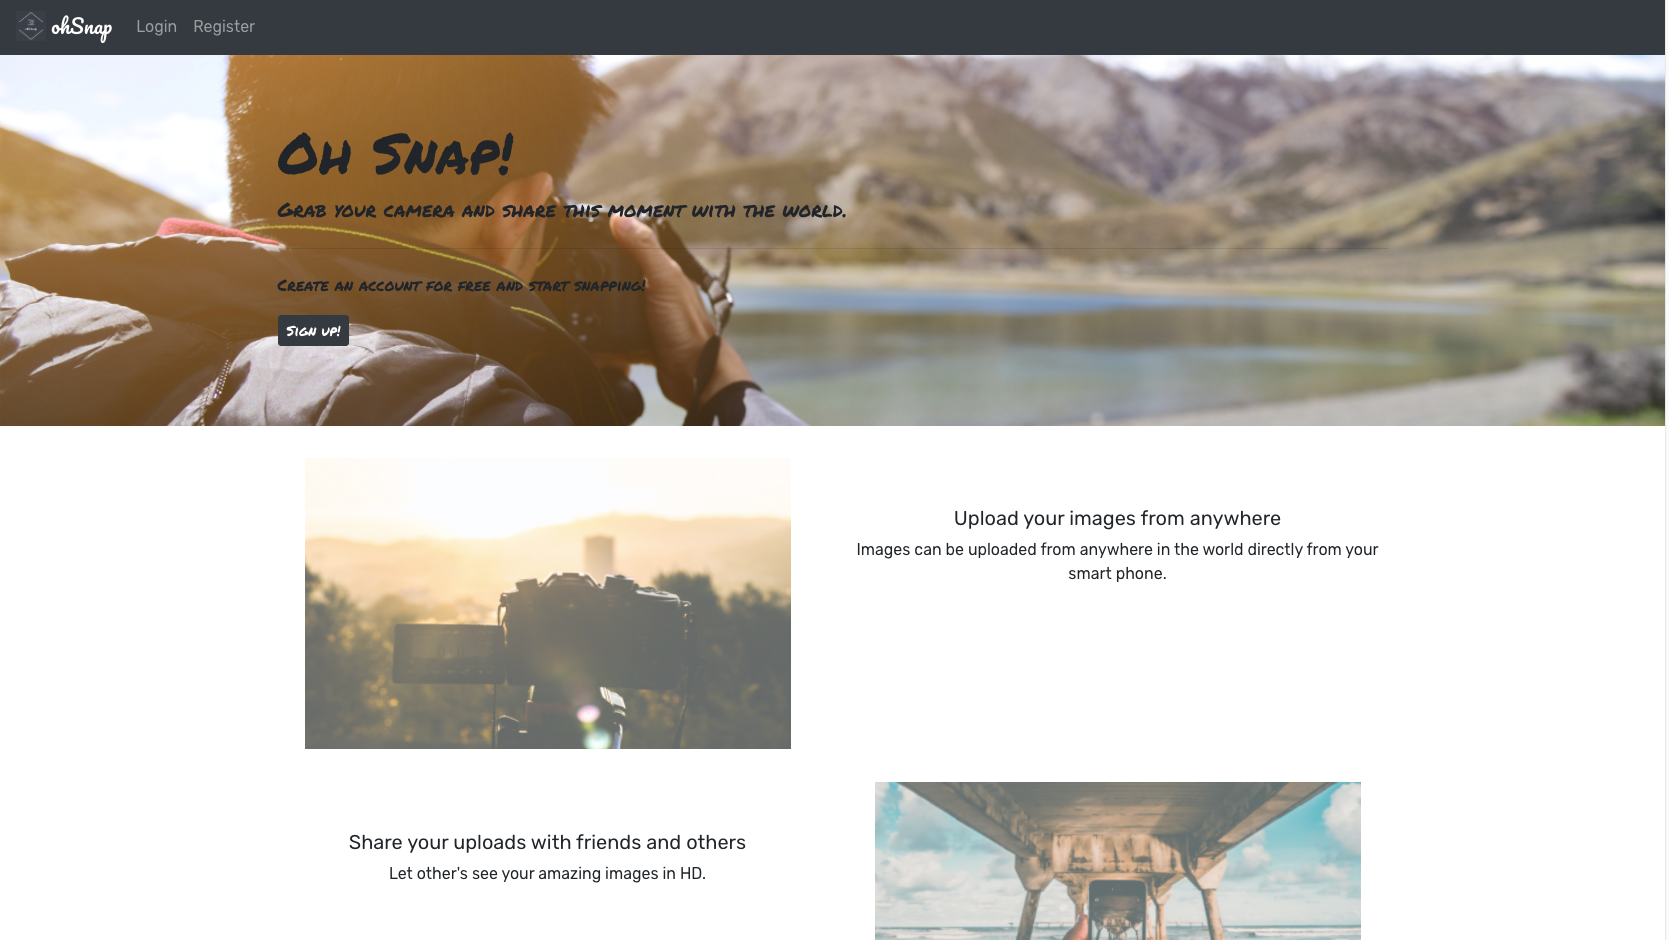 ohSnap Login Register
Oh Snap!
Grab your camera and share this moment with the world.
Create an account for free and start snapping!
Sign up!
Upload your images from anywhere
Images can be uploaded from anywhere in the world directly from your
smart phone.
Share your uploads with friends and others
Let other's see your amazing images in HD.